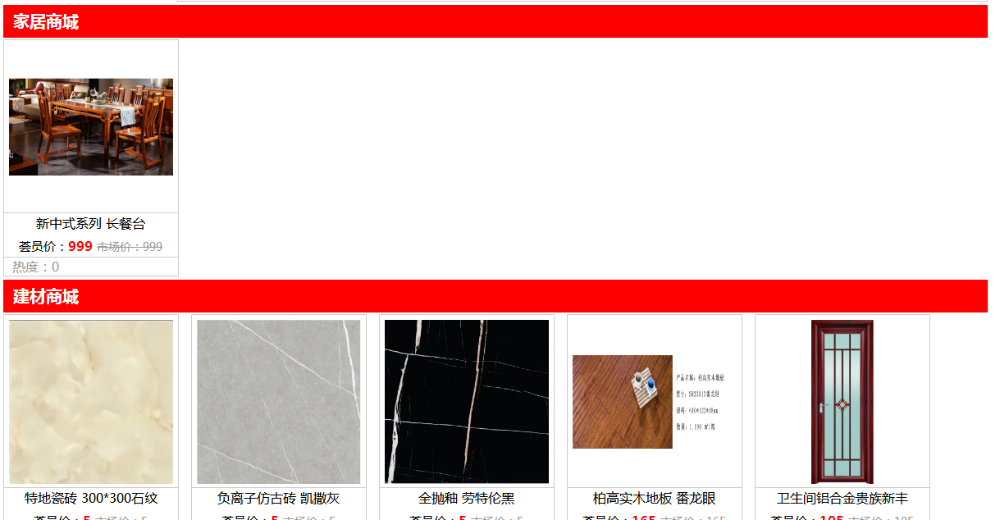 家居商城
新中式系列 长餐台
荟员价：999 市场价：999
热度：0
建材商城
产品名称：柏高实木地板
型号：SH33013番龙眼
规格：610*122*18mm
数量：1.190 ㎡/箱
特地瓷砖 300*300石纹
负离子仿古砖 凯撒灰
全抛釉 劳特伦黑
柏高实木地板 番龙眼
卫生间铝合金贵族新丰
荟员价：5 市场价：5
荟员价：5 市场价：5
荟员价：5 市场价：5
荟员价：165 市场价：165
荟员价：195 市场价：195